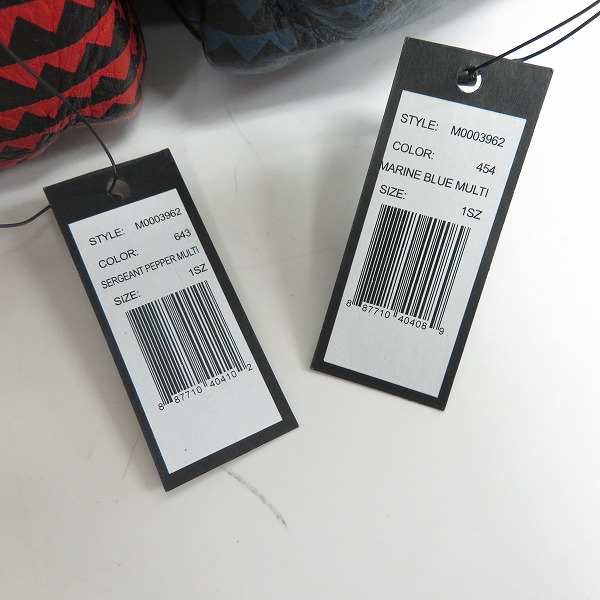 STYLE: M0003962
COLOR: 643
SERGEANT PEPPER MULTI
SIZE: 1SZ
8 87710 40410 2
STYLE: M0003962
COLOR: 454
MARINE BLUE MULTI
SIZE: 1SZ
8 87710 40408 9